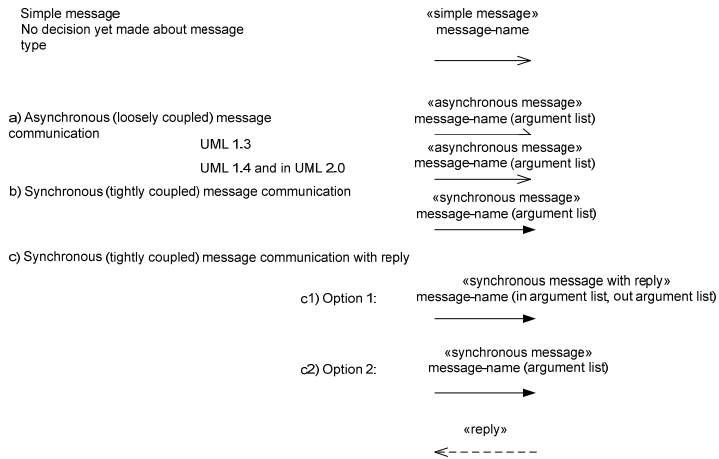 Simple message
No decision yet made about message
type
«simple message»
message-name
a) Asynchronous (loosely coupled) message
communication
«asynchronous message»
message-name (argument list)
UML 1.3
«asynchronous message»
message-name (argument list)
UML 1.4 and in UML 2.0
b) Synchronous (tightly coupled) message communication
«synchronous message»
message-name (argument list)
c) Synchronous (tightly coupled) message communication with reply
«synchronous message with reply»
c1) Option 1:
message-name (in argument list, out argument list)
«synchronous message»
c2) Option 2:
message-name (argument list)
«reply»